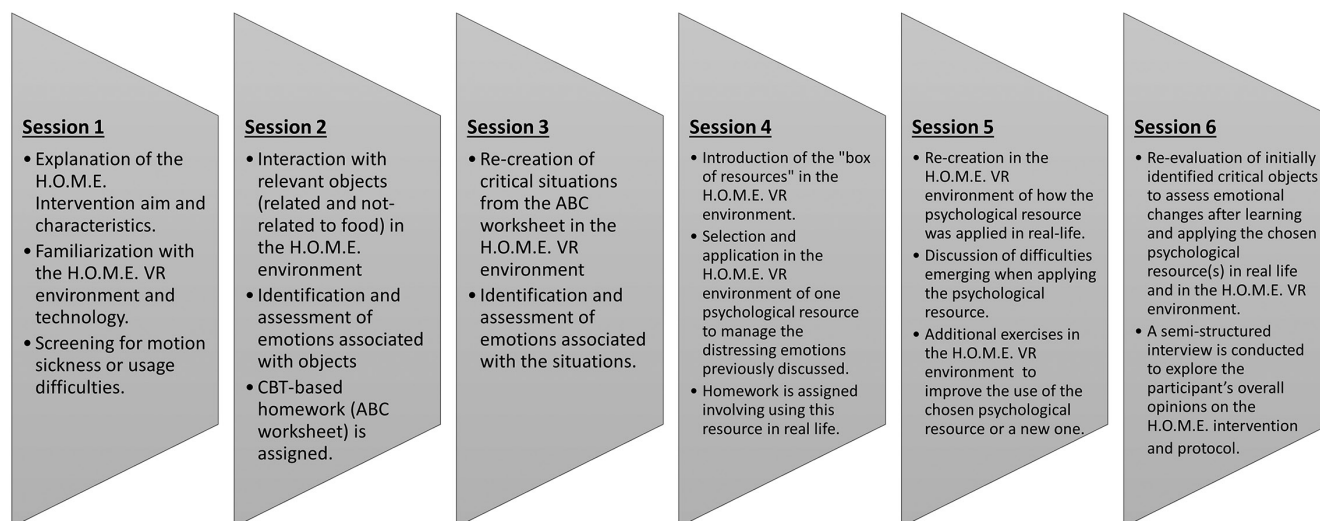 Session 1
• Explanation of the
H.O.M.E.
Intervention aim and
characteristics.
• Familiarization with
the H.O.M.E. VR
environment and
technology.
• Screening for motion
sickness or usage
difficulties.
Session 2
• Interaction with
relevant objects
(related and not-
related to food) in
the H.O.M.E.
environment
• Identification and
assessment of
emotions associated
with objects
• CBT-based
homework (ABC
worksheet) is
assigned.
Session 3
• Re-creation of
critical situations
from the ABC
worksheet in the
H.O.M.E. VR
environment
• Identification and
assessment of
emotions associated
with the situations.
Session 4
• Introduction of the "box
of resources" in the
H.O.M.E. VR
environment.
• Selection and
application in the
H.O.M.E. VR
environment of one
psychological resource
to manage the
distressing emotions
previously discussed.
• Homework is assigned
involving using this
resource in real life.
Session 5
• Re-creation in the
H.O.M.E. VR
environment of how the
psychological resource
was applied in real-life.
• Discussion of difficulties
emerging when applying
the psychological
resource.
• Additional exercises in
the H.O.M.E. VR
environment to
improve the use of the
chosen psychological
resource or a new one.
Session 6
• Re-evaluation of initially
identified critical objects
to assess emotional
changes after learning
and applying the chosen
psychological
resource(s) in real life
and in the H.O.M.E. VR
environment.
• A semi-structured
interview is conducted
to explore the
participant’s overall
opinions on the
H.O.M.E. intervention
and protocol.